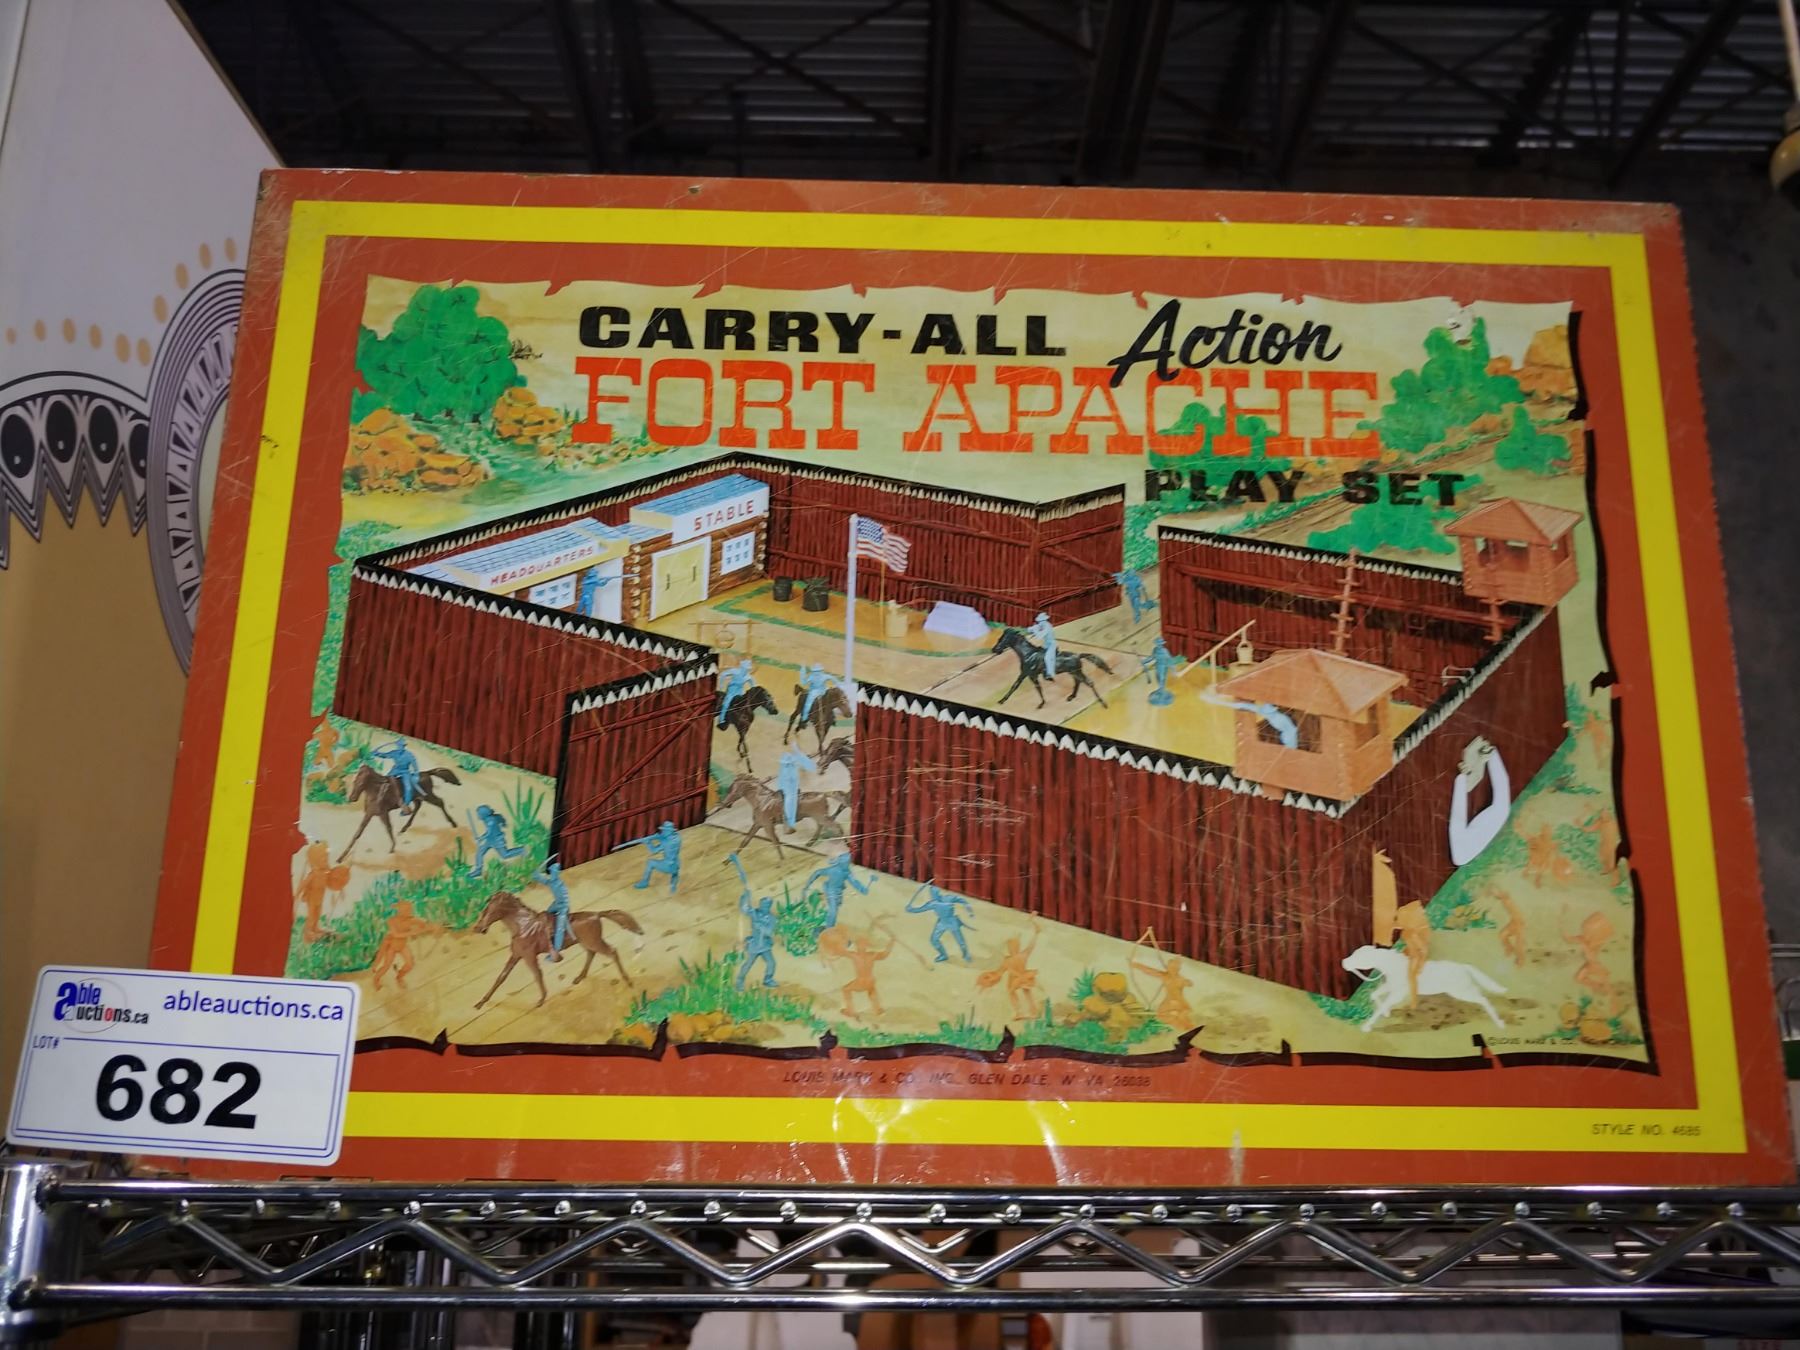 CARRY-ALL Action
FORT APACHE
PLAY SET
STABLE
HEADQUARTERS
LOUIS MARX & CO. INC. GLEN DALE, W. VA. 26038
STYLE NO. 4685
able auctions.ca
ableauctions.ca
LOT#
682